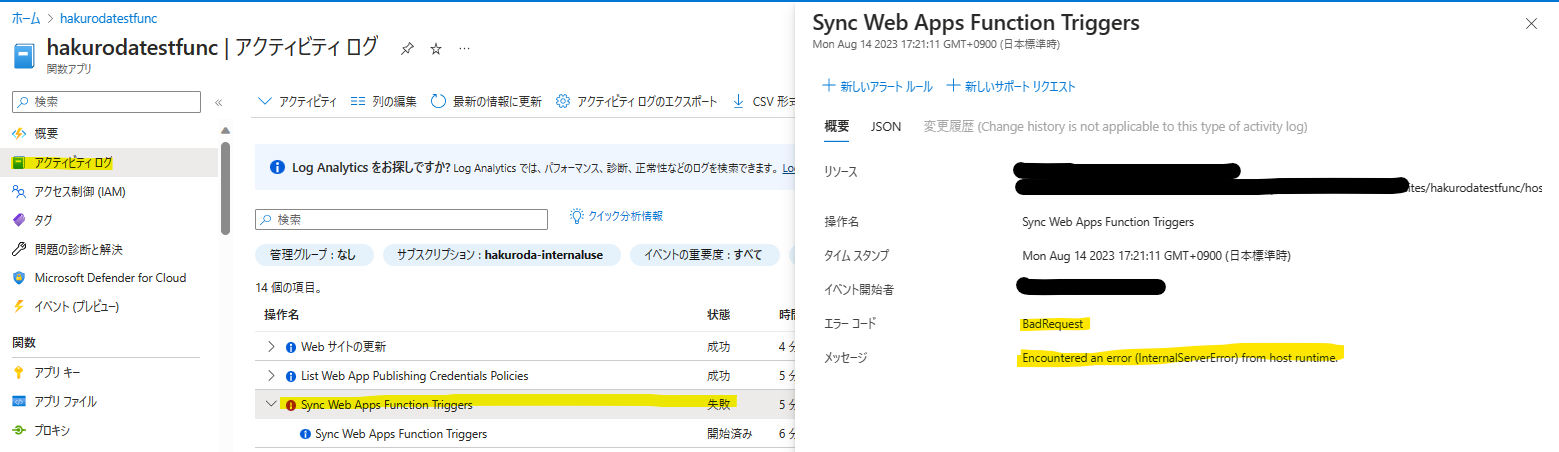 ホーム > hakurodatestfunc
hakurodatestfunc | アクティビティ ログ
関数アプリ
検索
概要
アクティビティ ログ
アクセス制御 (IAM)
タグ
問題の診断と解決
Microsoft Defender for Cloud
イベント (プレビュー)
関数
アプリ キー
アプリ ファイル
プロキシ
アクティビティ 列の編集 最新の情報に更新 アクティビティ ログのエクスポート CSV 形式
Log Analytics をお探しですか? Log Analytics では、パフォーマンス、診断、正常性などのログを検索できます。
検索 クイック分析情報
管理グループ : なし サブスクリプション : hakuroda-internaluse イベントの重要度 : すべて
14 個の項目。
操作名 状態 時間
Web サイトの更新 成功 4 分
List Web App Publishing Credentials Policies 成功 5 分
Sync Web Apps Function Triggers 失敗 5 分
Sync Web Apps Function Triggers 開始済み 6 分
Sync Web Apps Function Triggers
Mon Aug 14 2023 17:21:11 GMT+0900 (日本標準時)
新しいアラート ルール 新しいサポート リクエスト
概要 JSON 変更履歴 (Change history is not applicable to this type of activity log)
リソース
ites/hakurodatestfunc/hos
操作名 Sync Web Apps Function Triggers
タイム スタンプ Mon Aug 14 2023 17:21:11 GMT+0900 (日本標準時)
イベント開始者
エラー コード BadRequest
メッセージ Encountered an error (InternalServerError) from host runtime.